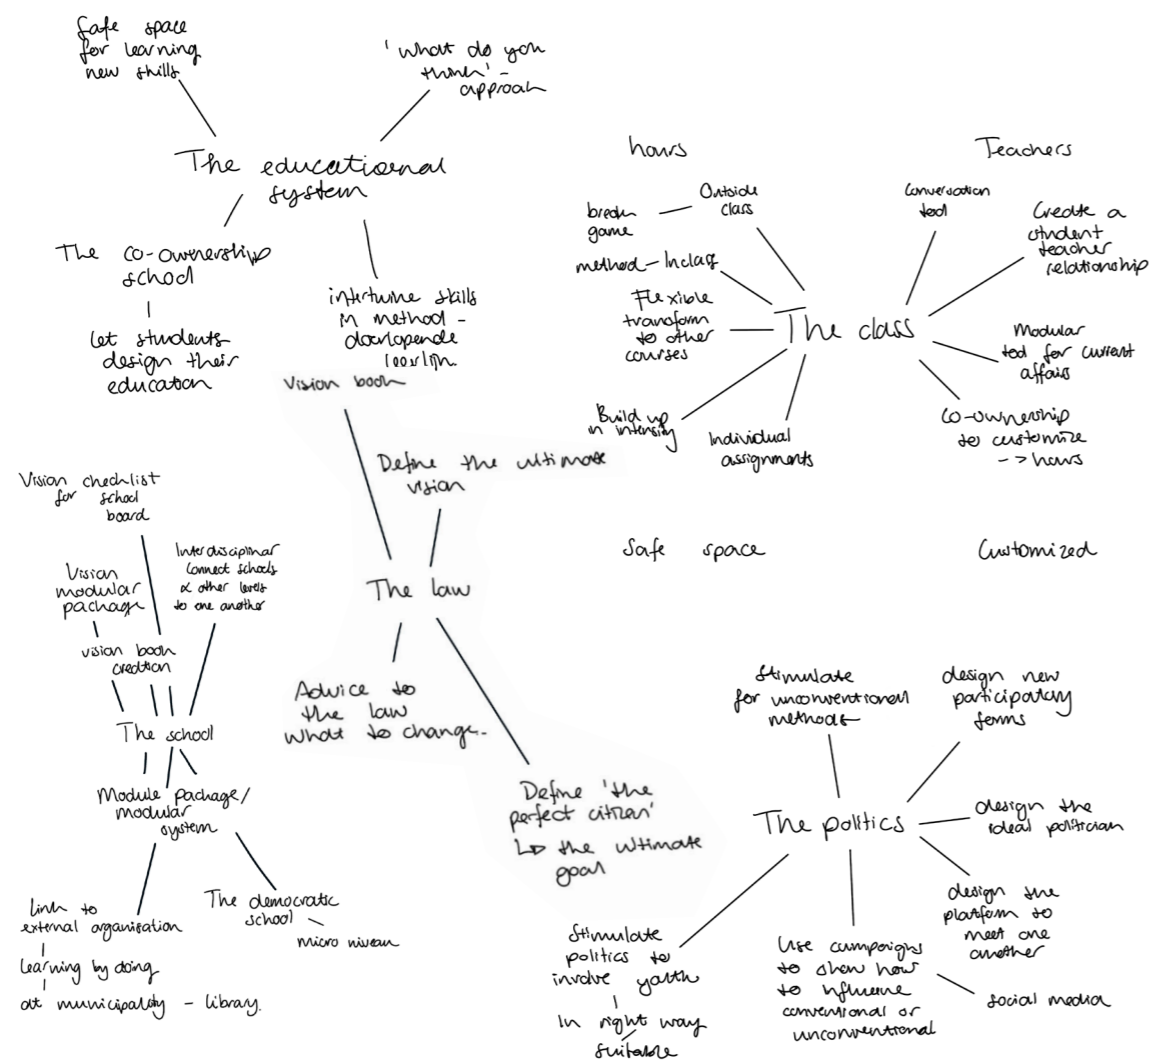 Safe space
for learning
new skills
'what do you
think' -
approach
The educational
system
The co-ownership
school
let students
design their
education
intertwine skills
in method -
doorlopende
leerlijn.
hours
Teachers
Outside
class
break
game
method - Inclass
Flexible
transform
to other
courses
Build up
in intensity
Individual
assignments
The class
Conversation
tool
Create a
student
teacher
relationship
Modular
tool for current
affairs
Co-ownership
to customize
-> hours
Safe space
Customized
Vision book
Define the ultimate
vision
The law
Advice to
the law
what to change.
Define 'the
perfect citizen'
↳ the ultimate
goal
Vision checklist
for school
board
Vision
modular
package
Interdisciplinar
connect schools
& other levels
to one another
vision book
creation
The school
Module package/
modular
system
Link to
external organisation
learning by doing
at municipality - library.
The democratic
school
micro niveau
Stimulate
for unconventional
methods
design new
participatory
forms
The politics
design the
ideal politician
design the
platform to
meet one
another
Stimulate
politics to
involve youth
In right way
suitable
Use campaigns
to show how
to influence
conventional or
unconventional
social media